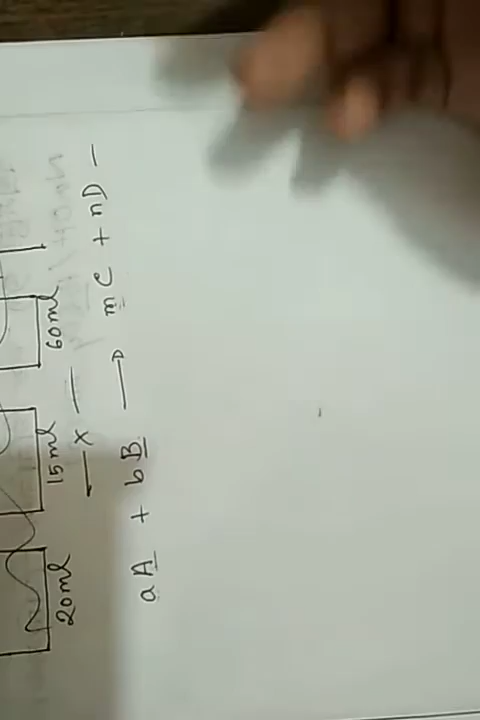 20ml 15ml 60ml
— x —
aA + bB → mC + nD -